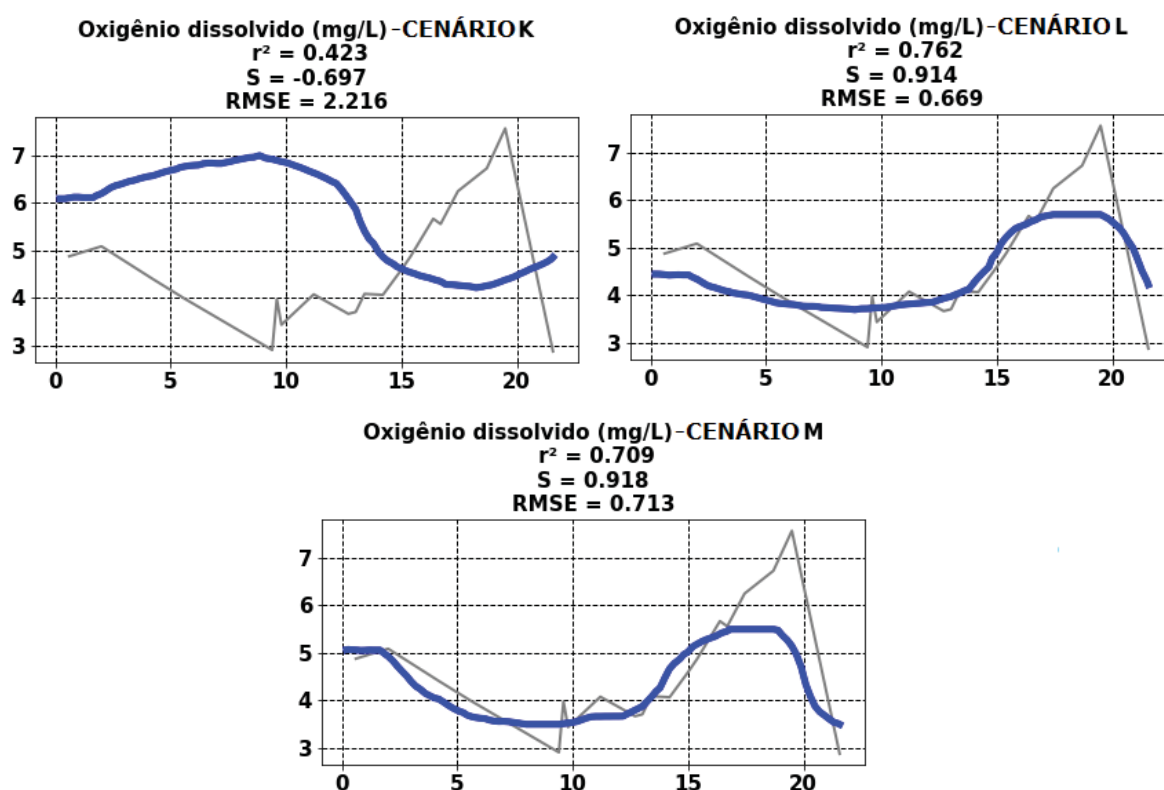 Oxigênio dissolvido (mg/L)-CENÁRIO K
r² = 0.423
S = -0.697
RMSE = 2.216
7
6
5
4
3
0 5 10 15 20
Oxigênio dissolvido (mg/L)-CENÁRIO L
r² = 0.762
S = 0.914
RMSE = 0.669
7
6
5
4
3
0 5 10 15 20
Oxigênio dissolvido (mg/L)-CENÁRIO M
r² = 0.709
S = 0.918
RMSE = 0.713
7
6
5
4
3
0 5 10 15 20